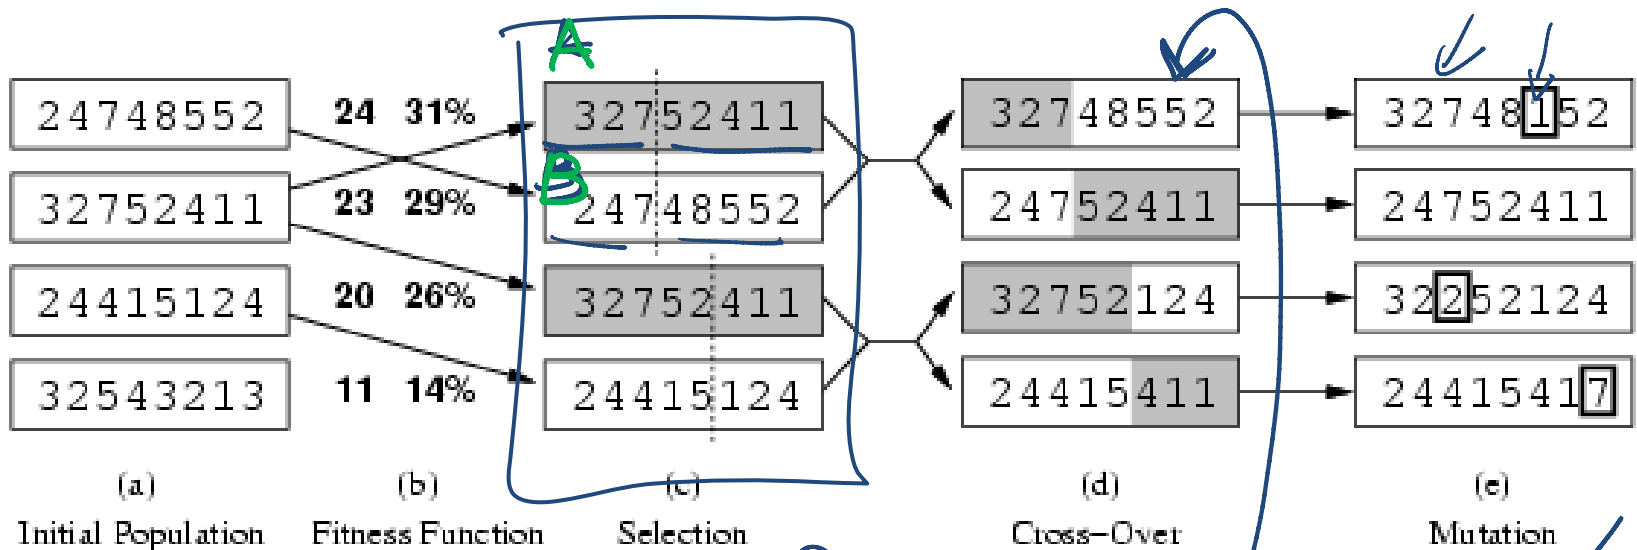 A
24748552 24 31% 32752411 32748552 32748152
B
32752411 23 29% 24748552 24752411 24752411
24415124 20 26% 32752411 32752124 32252124
32543213 11 14% 24415124 24415411 24415417
(a) (b) (c) (d) (e)
Initial Population Fitness Function Selection Cross-Over Mutation